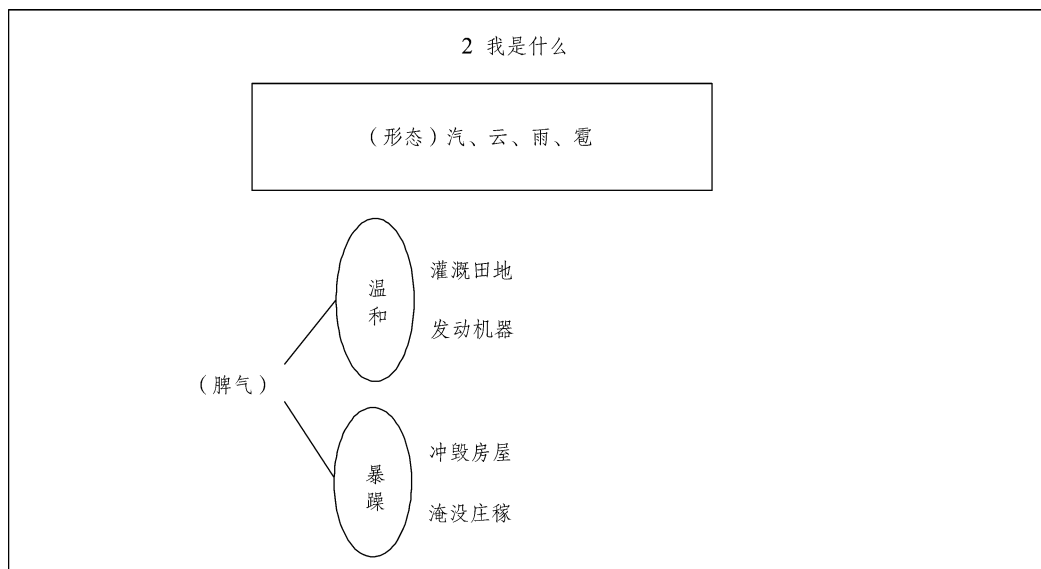 2 我是什么
（形态）汽、云、雨、雹
温和
灌溉田地
发动机器
（脾气）
暴躁
冲毁房屋
淹没庄稼